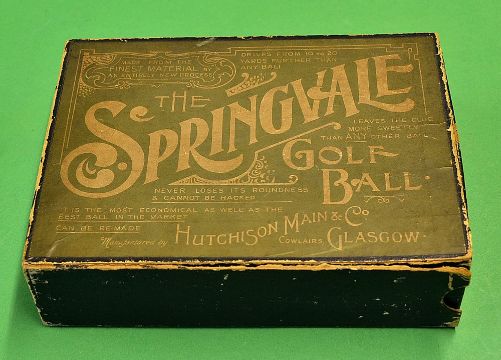 MADE FROM THE
FINEST MATERIAL BY
AN ENTIRELY NEW PROCESS
DRIVES FROM 10 TO 20
YARDS FURTHER THAN
ANY BALL
THE
SPRINGVALE
LEAVES THE CLUB
MORE SWEETLY
THAN ANY OTHER BALL
GOLF
BALL.
NEVER LOSES ITS ROUNDNESS
& CANNOT BE HACKED
IT IS THE MOST ECONOMICAL AS WELL AS THE
BEST BALL IN THE MARKET
CAN BE RE-MADE
Manufactured by HUTCHISON MAIN & Co
COWLAIRS GLASGOW.